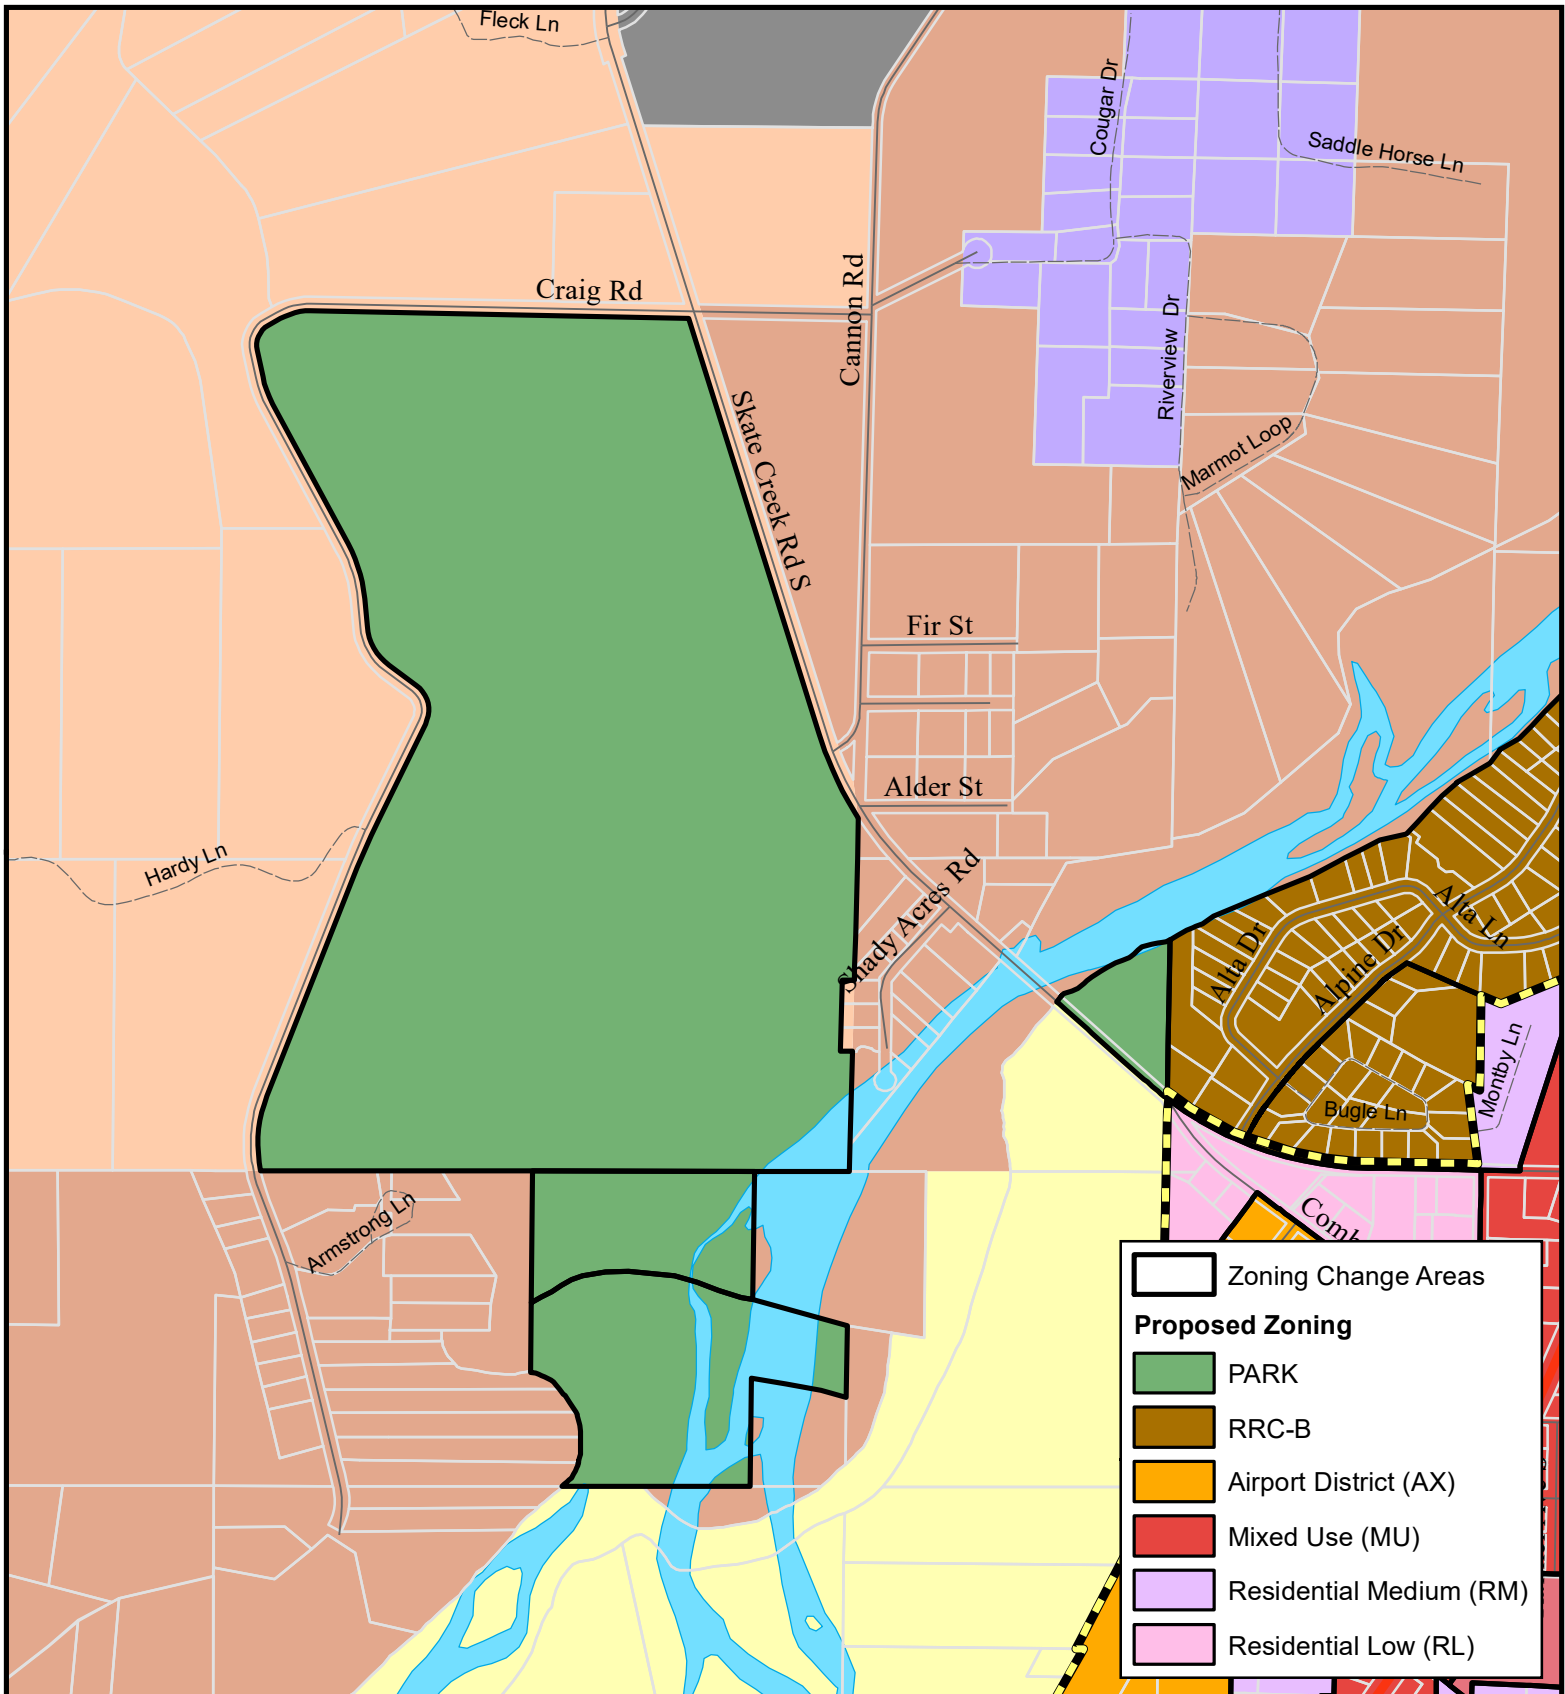 Fleck Ln
Cougar Dr
Saddle Horse Ln
Craig Rd
Cannon Rd
Riverview Dr
Skate Creek Rd S
Marmot Loop
Fir St
Alder St
Hardy Ln
Shady Acres Rd
Alta Ln
Alta Dr
Alpine Dr
Montby Ln
Bugle Ln
Armstrong Ln
Zoning Change Areas
Proposed Zoning
PARK
RRC-B
Airport District (AX)
Mixed Use (MU)
Residential Medium (RM)
Residential Low (RL)